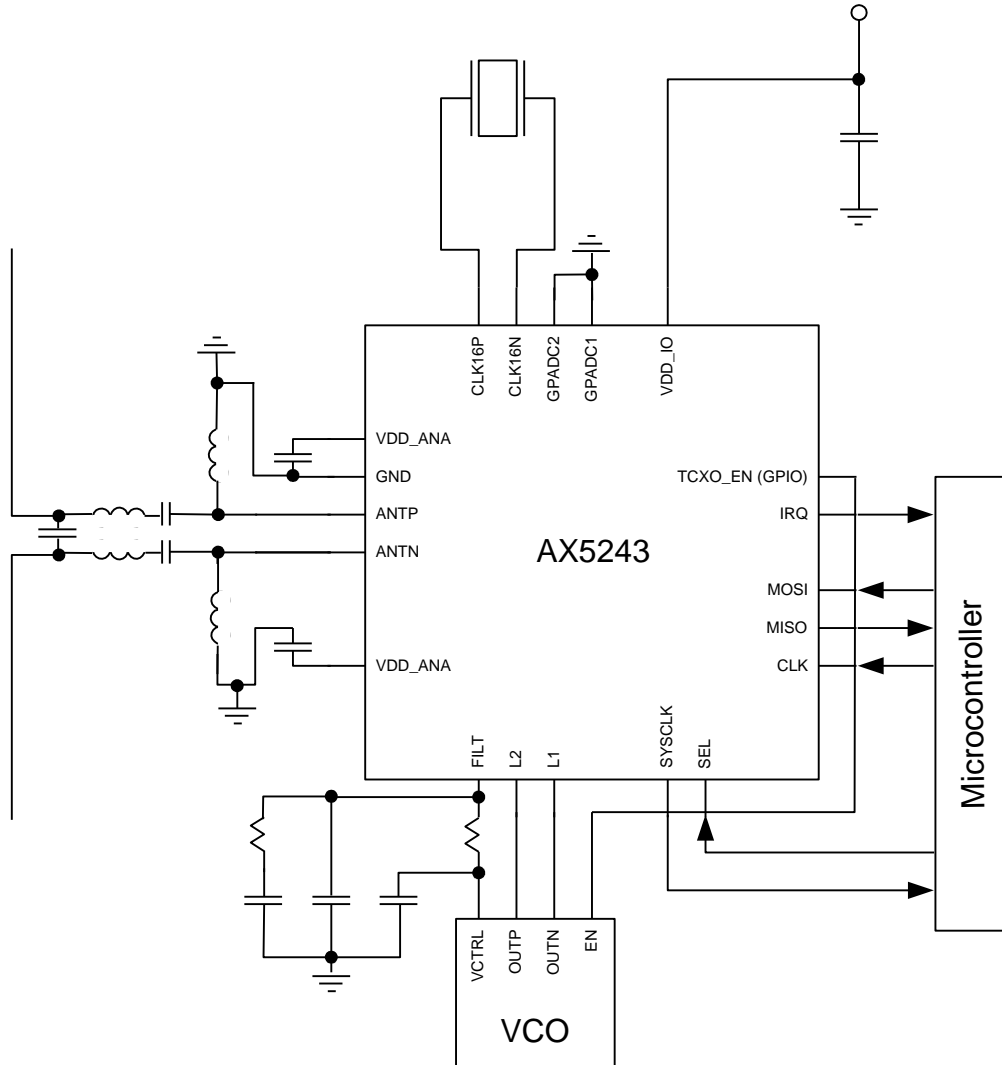 CLK16P
CLK16N
GPADC2
GPADC1
VDD_IO
VDD_ANA
GND
ANTP
ANTN
VDD_ANA
AX5243
TCXO_EN (GPIO)
IRQ
MOSI
MISO
CLK
FILT
L2
L1
SYSCLK
SEL
Microcontroller
VCTRL
OUTP
OUTN
EN
VCO